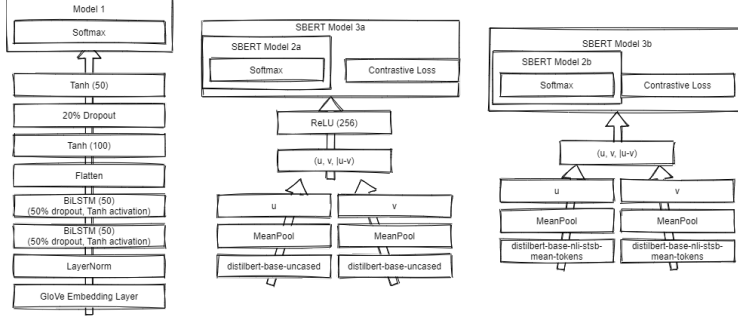 Model 1
Softmax
Tanh (50)
20% Dropout
Tanh (100)
Flatten
BiLSTM (50)
(50% dropout, Tanh activation)
BiLSTM (50)
(50% dropout, Tanh activation)
LayerNorm
GloVe Embedding Layer
SBERT Model 3a
SBERT Model 2a
Softmax
Contrastive Loss
ReLU (256)
(u, v, |u-v)
u
v
MeanPool
MeanPool
distilbert-base-uncased
distilbert-base-uncased
SBERT Model 3b
SBERT Model 2b
Softmax
Contrastive Loss
(u, v, |u-v)
u
v
MeanPool
MeanPool
distilbert-base-nli-stsb-
mean-tokens
distilbert-base-nli-stsb-
mean-tokens